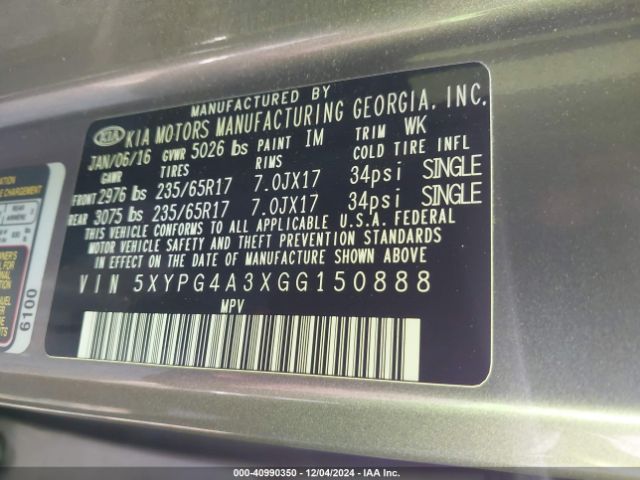 MANUFACTURED BY
KIA KIA MOTORS MANUFACTURING GEORGIA, INC.
JAN/06/16 GVWR 5026 lbs PAINT IM TRIM WK
GAWR TIRES RIMS COLD TIRE INFL
FRONT 2976 lbs 235/65R17 7.0JX17 34psi SINGLE
REAR 3075 lbs 235/65R17 7.0JX17 34psi SINGLE
THIS VEHICLE CONFORMS TO ALL APPLICABLE U.S.A. FEDERAL
MOTOR VEHICLE SAFETY AND THEFT PREVENTION STANDARDS
IN EFFECT ON THE DATE OF MANUFACTURE SHOWN ABOVE.
VIN 5XYPG4A3XGG150888
MPV
6100
000-40990350 • 12/04/2024 - IAA Inc.